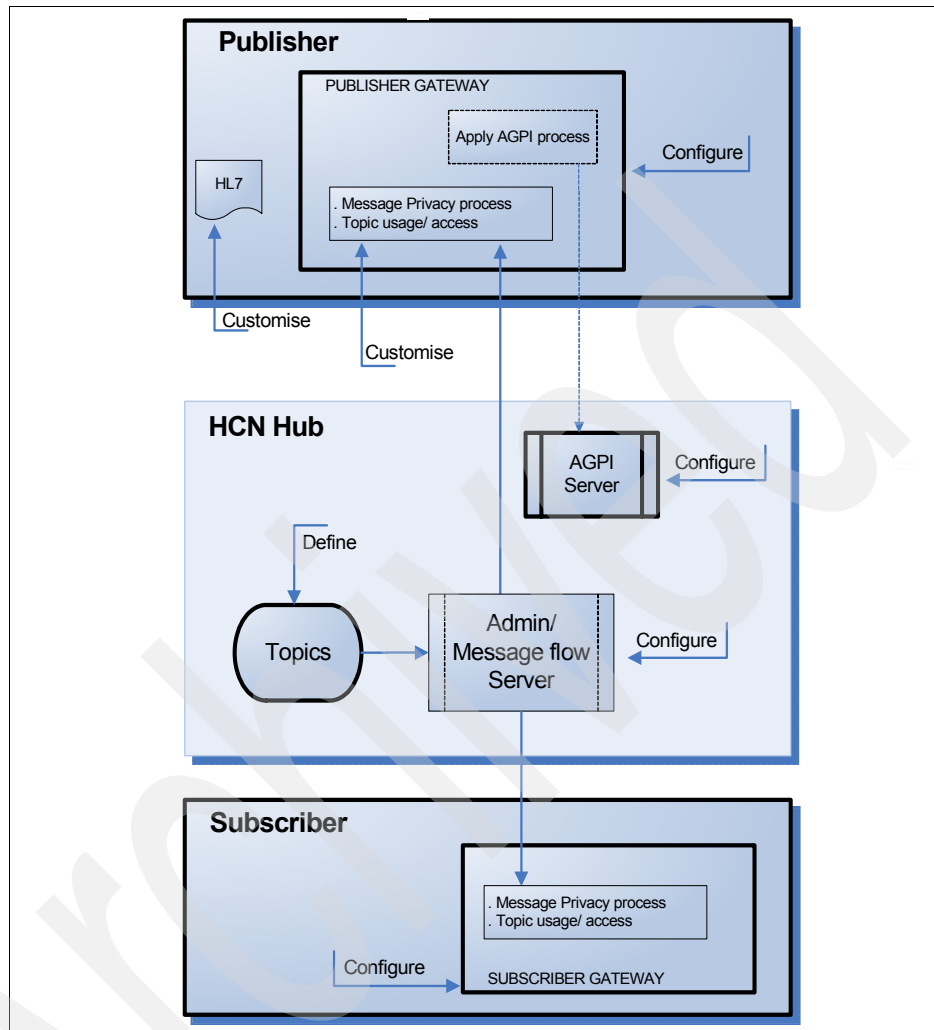 Publisher
PUBLISHER GATEWAY
Apply AGPI process
Configure
HL7
. Message Privacy process
. Topic usage/ access
Customise
Customise
HCN Hub
AGPI
Server
Configure
Define
Topics
Admin/
Message flow
Server
Configure
Subscriber
. Message Privacy process
. Topic usage/ access
Configure
SUBSCRIBER GATEWAY
Archived